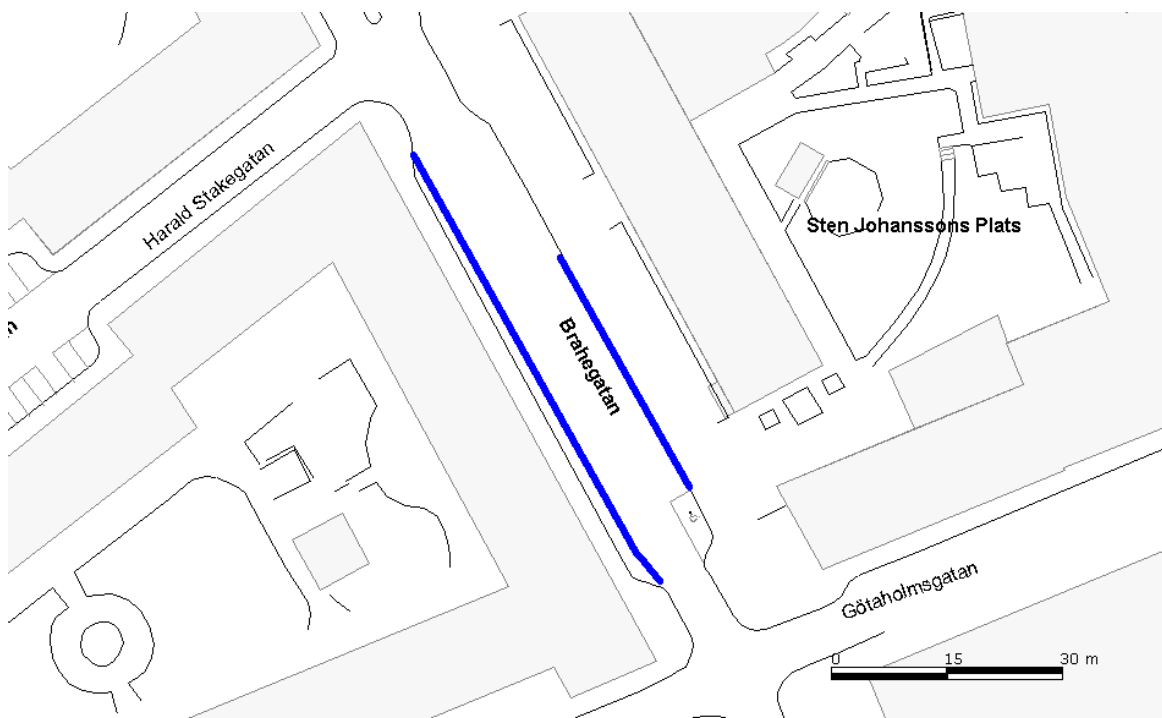 Harald Stakegatan
Sten Johanssons Plats
Brahegatan
Götaholmsgatan
0 15 30 m